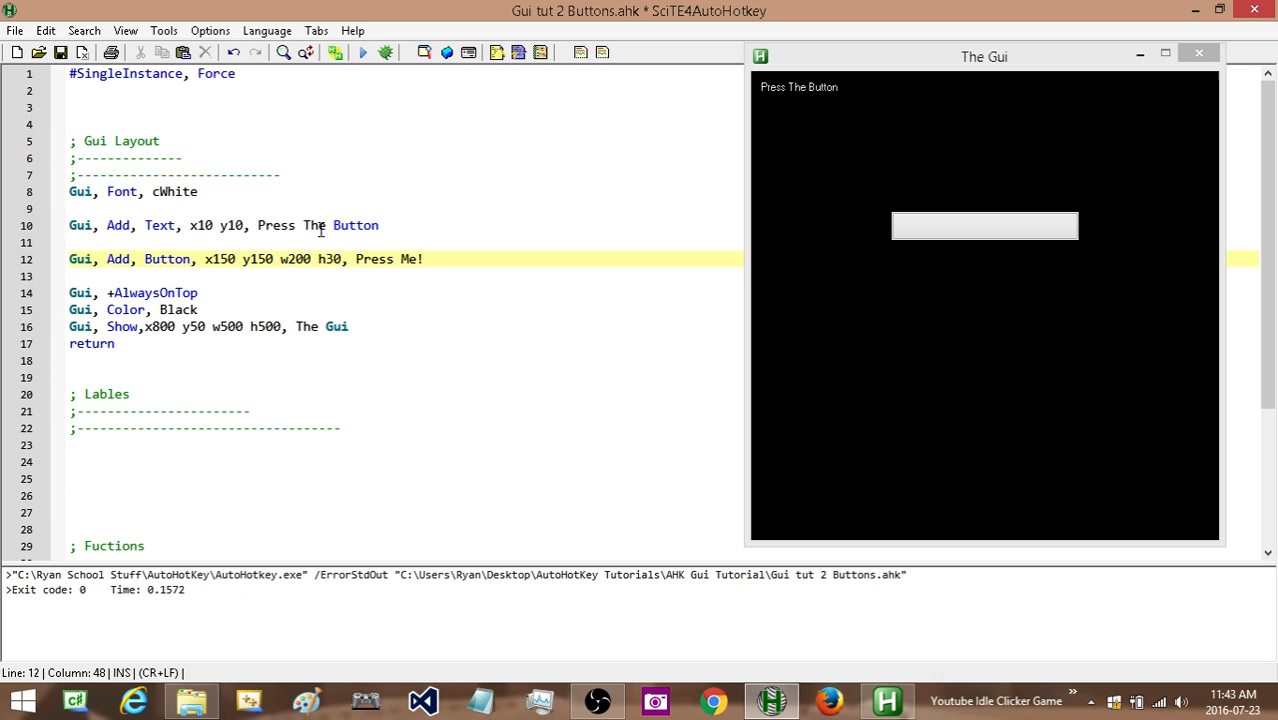 Gui tut 2 Buttons.ahk * SciTE4AutoHotkey
File Edit Search View Tools Options Language Tabs Help
1 #SingleInstance, Force
2
3
4
5 ; Gui Layout
6 ;--------------
7 ;---------------------------
8 Gui, Font, cWhite
9
10 Gui, Add, Text, x10 y10, Press The Button
11
12 Gui, Add, Button, x150 y150 w200 h30, Press Me!
13
14 Gui, +AlwaysOnTop
15 Gui, Color, Black
16 Gui, Show,x800 y50 w500 h500, The Gui
17 return
18
19
20 ; Lables
21 ;-----------------------
22 ;-----------------------------------
23
24
25
26
27
28
29 ; Fuctions
The Gui
Press The Button
>"C:\Ryan School Stuff\AutoHotKey\AutoHotkey.exe" /ErrorStdOut "C:\Users\Ryan\Desktop\AutoHotKey Tutorials\AHK Gui Tutorial\Gui tut 2 Buttons.ahk"
>Exit code: 0 Time: 0.1572
Line: 12 | Column: 48 | INS | (CR+LF) |
Youtube Idle Clicker Game
11:43 AM
2016-07-23